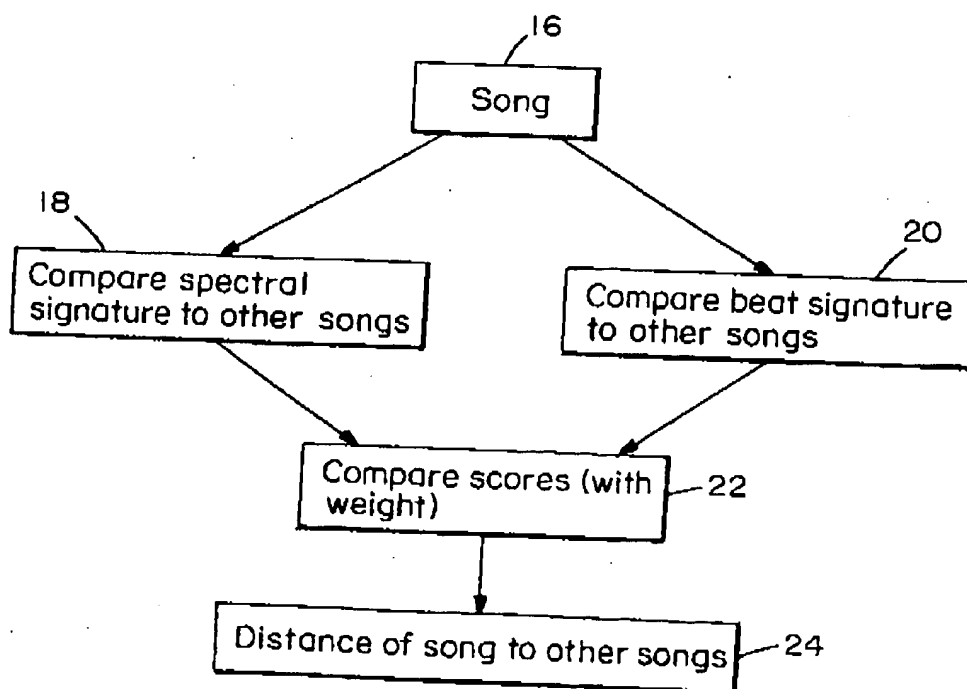 16
Song
18
Compare spectral
signature to other songs
20
Compare beat signature
to other songs
Compare scores (with
weight)
22
Distance of song to other songs
24